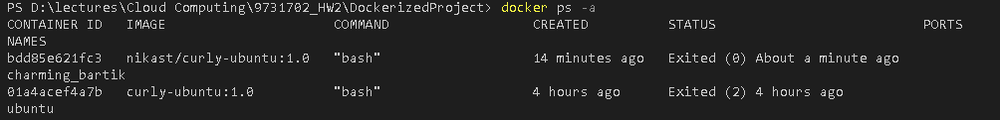 PS D:\lectures\Cloud Computing\9731702_HW2\DockerizedProject> docker ps -a
CONTAINER ID   IMAGE                     COMMAND                  CREATED          STATUS                          PORTS
NAMES
bdd85e621fc3   nikast/curly-ubuntu:1.0   "bash"                   14 minutes ago   Exited (0) About a minute ago
charming_bartik
01a4acef4a7b   curly-ubuntu:1.0          "bash"                   4 hours ago      Exited (2) 4 hours ago
ubuntu